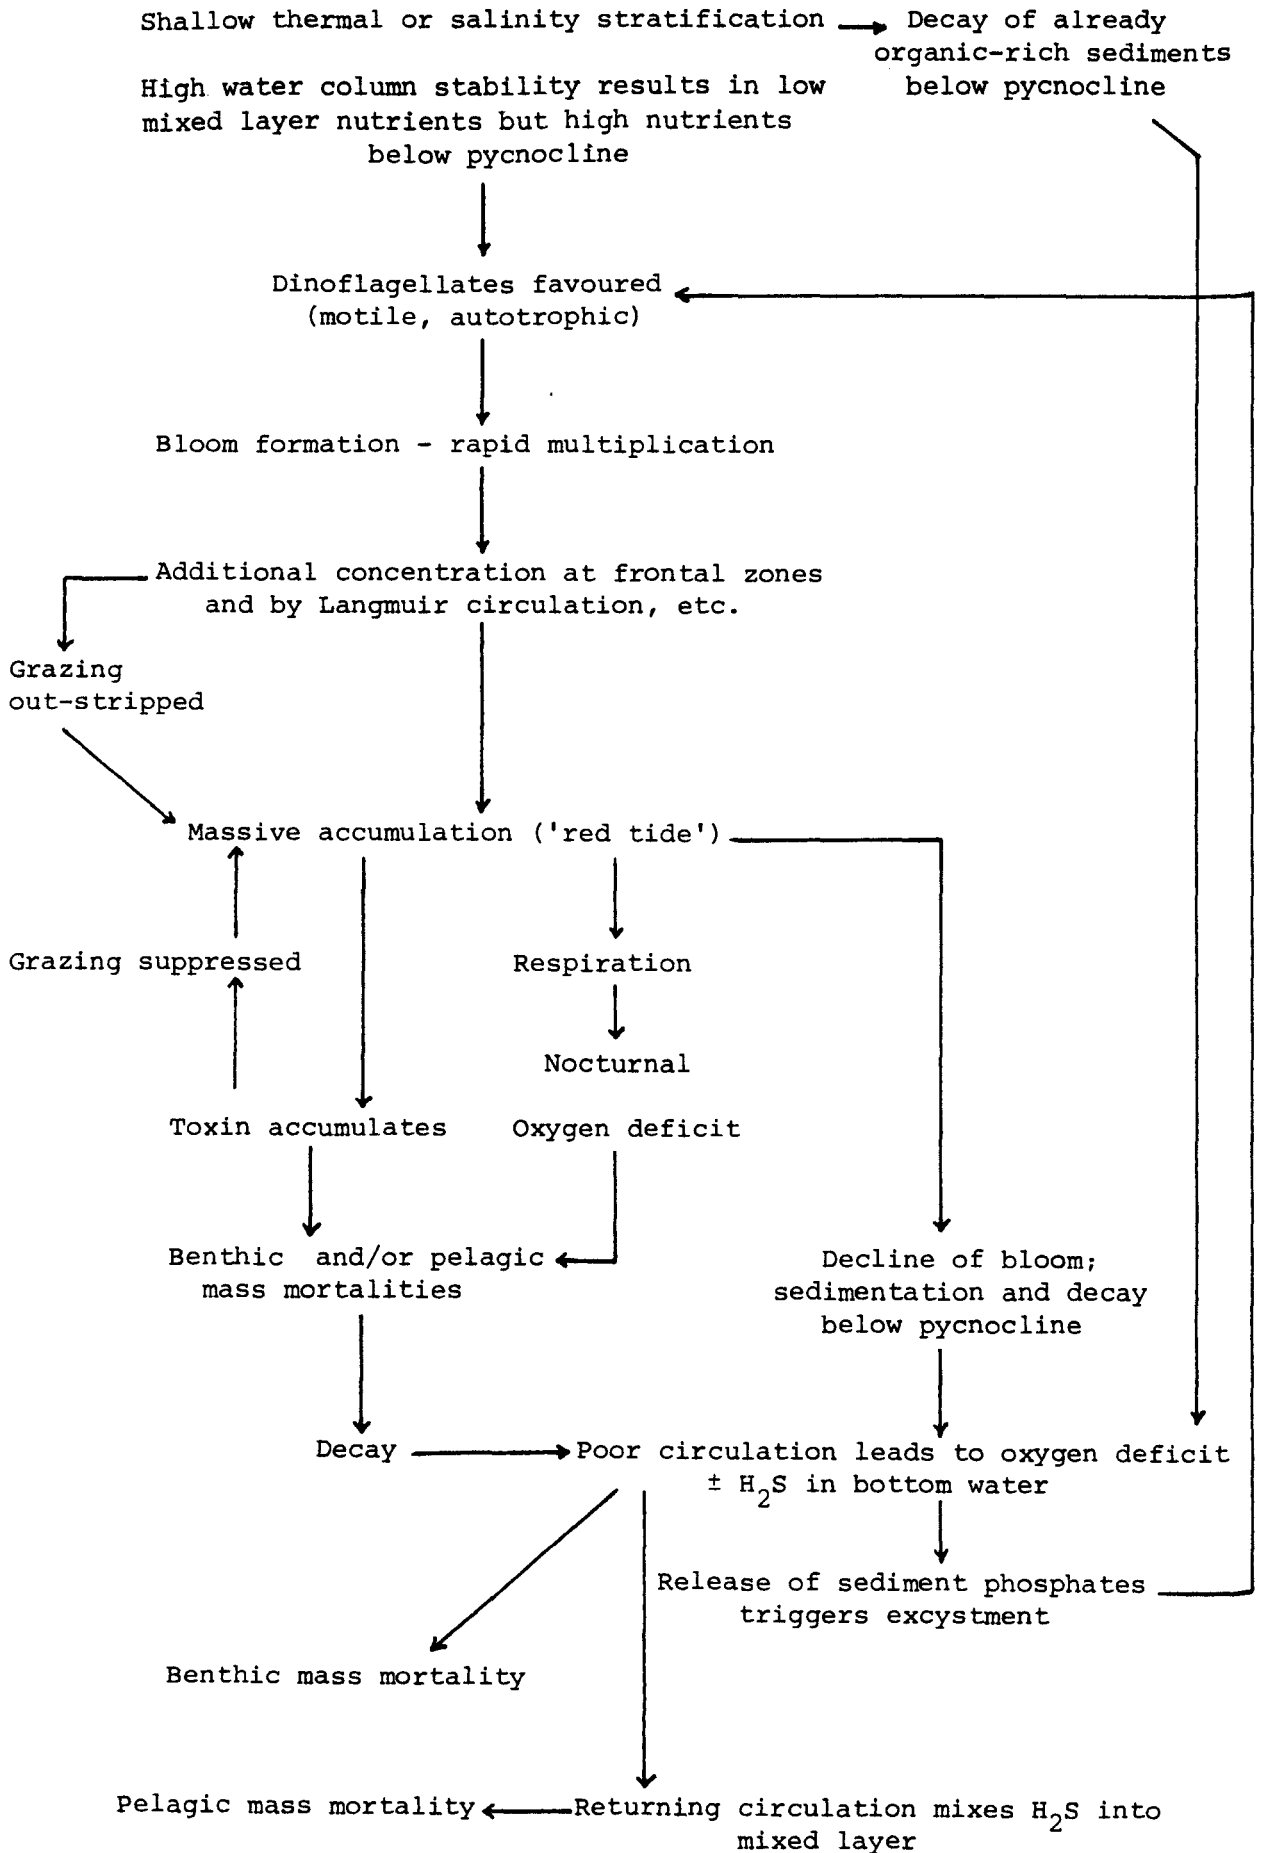 Shallow thermal or salinity stratification
Decay of already
organic-rich sediments
below pycnocline
High water column stability results in low
mixed layer nutrients but high nutrients
below pycnocline
Dinoflagellates favoured
(motile, autotrophic)
Bloom formation - rapid multiplication
Additional concentration at frontal zones
and by Langmuir circulation, etc.
Grazing
out-stripped
Massive accumulation ('red tide')
Grazing suppressed
Respiration
Nocturnal
Toxin accumulates
Oxygen deficit
Benthic and/or pelagic
mass mortalities
Decline of bloom;
sedimentation and decay
below pycnocline
Decay
Poor circulation leads to oxygen deficit
± H₂S in bottom water
Release of sediment phosphates
triggers excystment
Benthic mass mortality
Pelagic mass mortality
Returning circulation mixes H₂S into
mixed layer